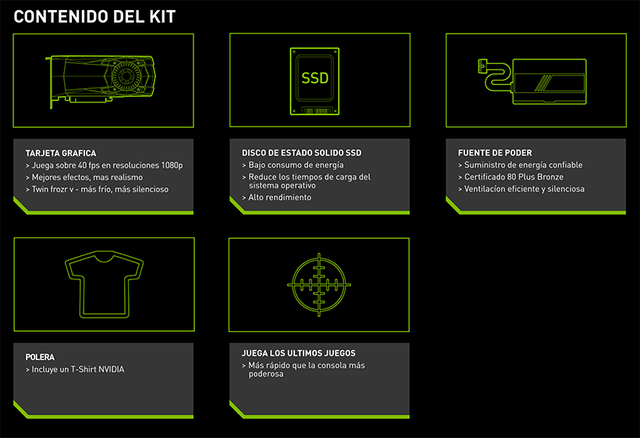 CONTENIDO DEL KIT
SSD
TARJETA GRAFICA
> Juega sobre 40 fps en resoluciones 1080p
> Mejores efectos, mas realismo
> Twin frozr v - más frío, más silencioso
DISCO DE ESTADO SOLIDO SSD
> Bajo consumo de energía
> Reduce los tiempos de carga del
sistema operativo
> Alto rendimiento
FUENTE DE PODER
> Suministro de energía confiable
> Certificado 80 Plus Bronze
> Ventilacíon eficiente y silenciosa
POLERA
> Incluye un T-Shirt NVIDIA
JUEGA LOS ULTIMOS JUEGOS
> Más rápido que la consola más
poderosa